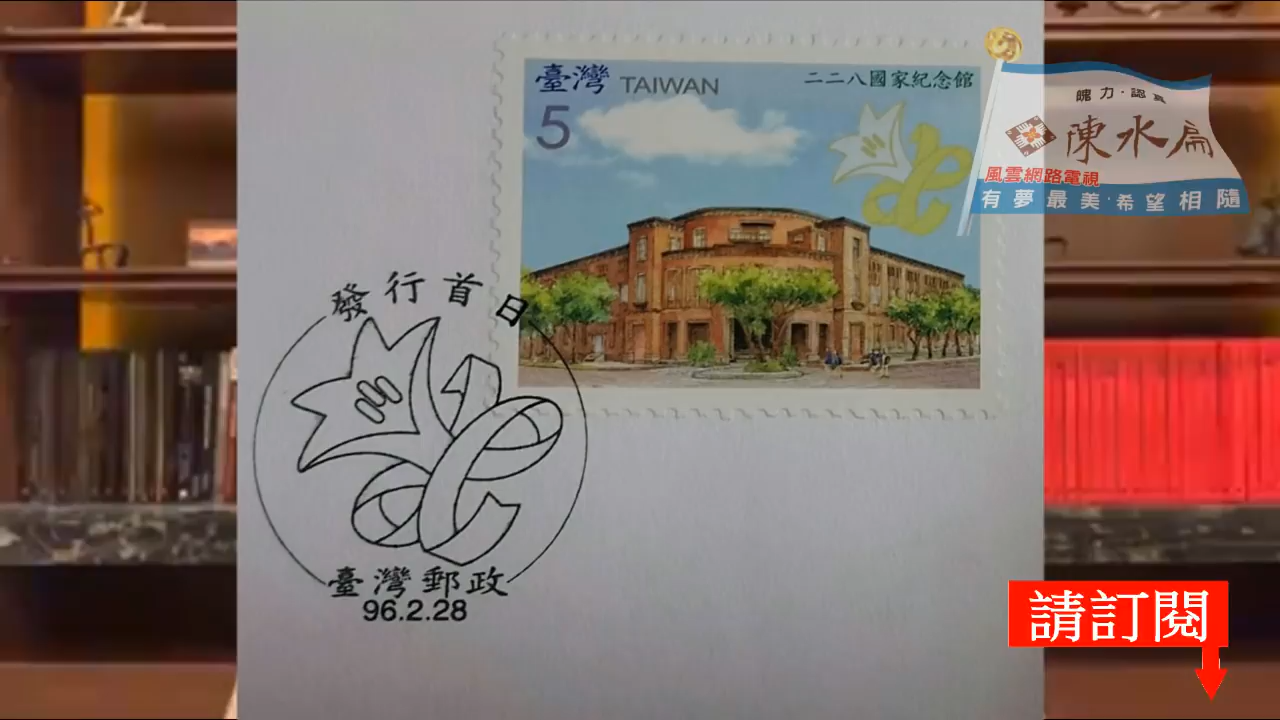 臺灣 TAIWAN
5
二二八國家紀念館
魄力·認真
陳水扁
風雲網路電視
有夢最美·希望相隨
發行首日
臺灣郵政
96.2.28
請訂閱